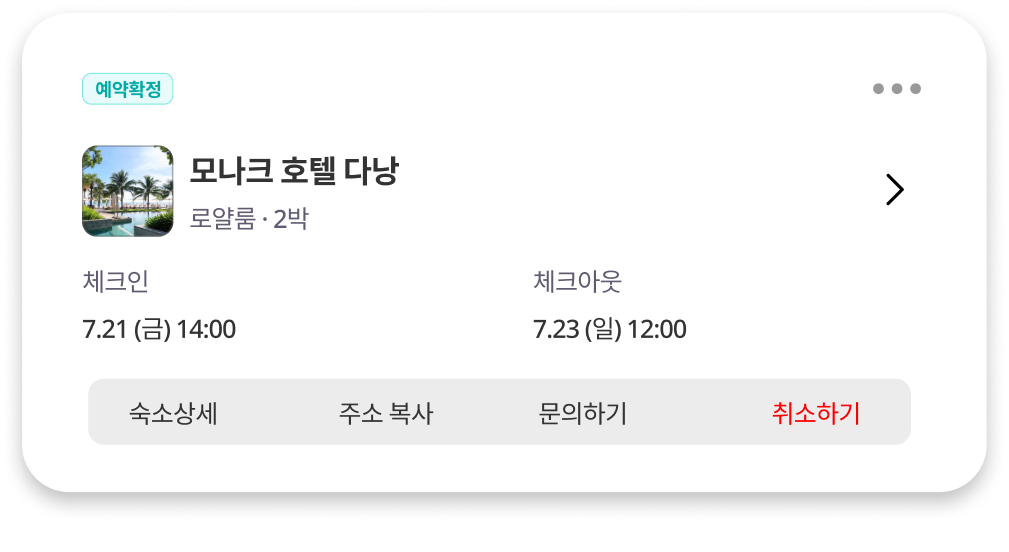 예약확정
모나크 호텔 다낭
로얄룸 · 2박
체크인 체크아웃
7.21 (금) 14:00 7.23 (일) 12:00
숙소상세 주소 복사 문의하기 취소하기